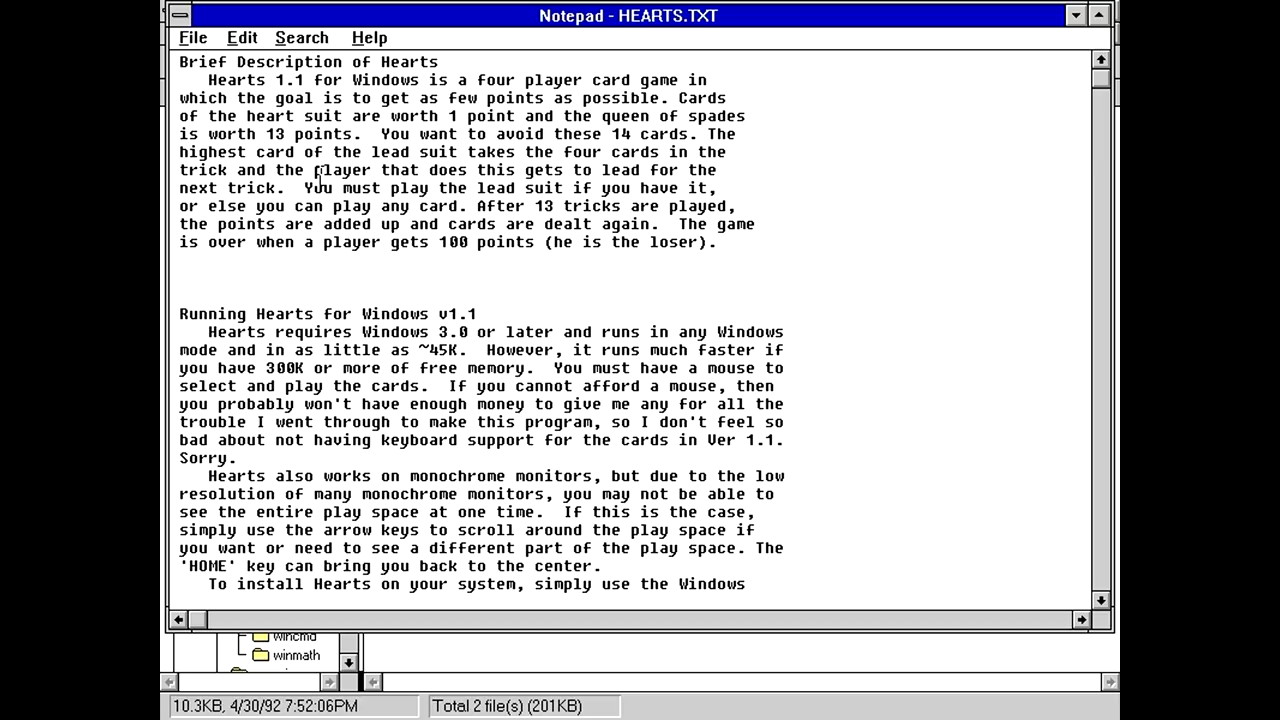 Notepad - HEARTS.TXT
File Edit Search Help
Brief Description of Hearts
Hearts 1.1 for Windows is a four player card game in
which the goal is to get as few points as possible. Cards
of the heart suit are worth 1 point and the queen of spades
is worth 13 points.  You want to avoid these 14 cards. The
highest card of the lead suit takes the four cards in the
trick and the player that does this gets to lead for the
next trick.  You must play the lead suit if you have it,
or else you can play any card. After 13 tricks are played,
the points are added up and cards are dealt again.  The game
is over when a player gets 100 points (he is the loser).
Running Hearts for Windows v1.1
Hearts requires Windows 3.0 or later and runs in any Windows
mode and in as little as ~45K.  However, it runs much faster if
you have 300K or more of free memory.  You must have a mouse to
select and play the cards.  If you cannot afford a mouse, then
you probably won't have enough money to give me any for all the
trouble I went through to make this program, so I don't feel so
bad about not having keyboard support for the cards in Ver 1.1.
Sorry.
Hearts also works on monochrome monitors, but due to the low
resolution of many monochrome monitors, you may not be able to
see the entire play space at one time.  If this is the case,
simply use the arrow keys to scroll around the play space if
you want or need to see a different part of the play space. The
'HOME' key can bring you back to the center.
To install Hearts on your system, simply use the Windows
wincmd
winmath
10.3KB, 4/30/92 7:52:06PM
Total 2 file(s) (201KB)